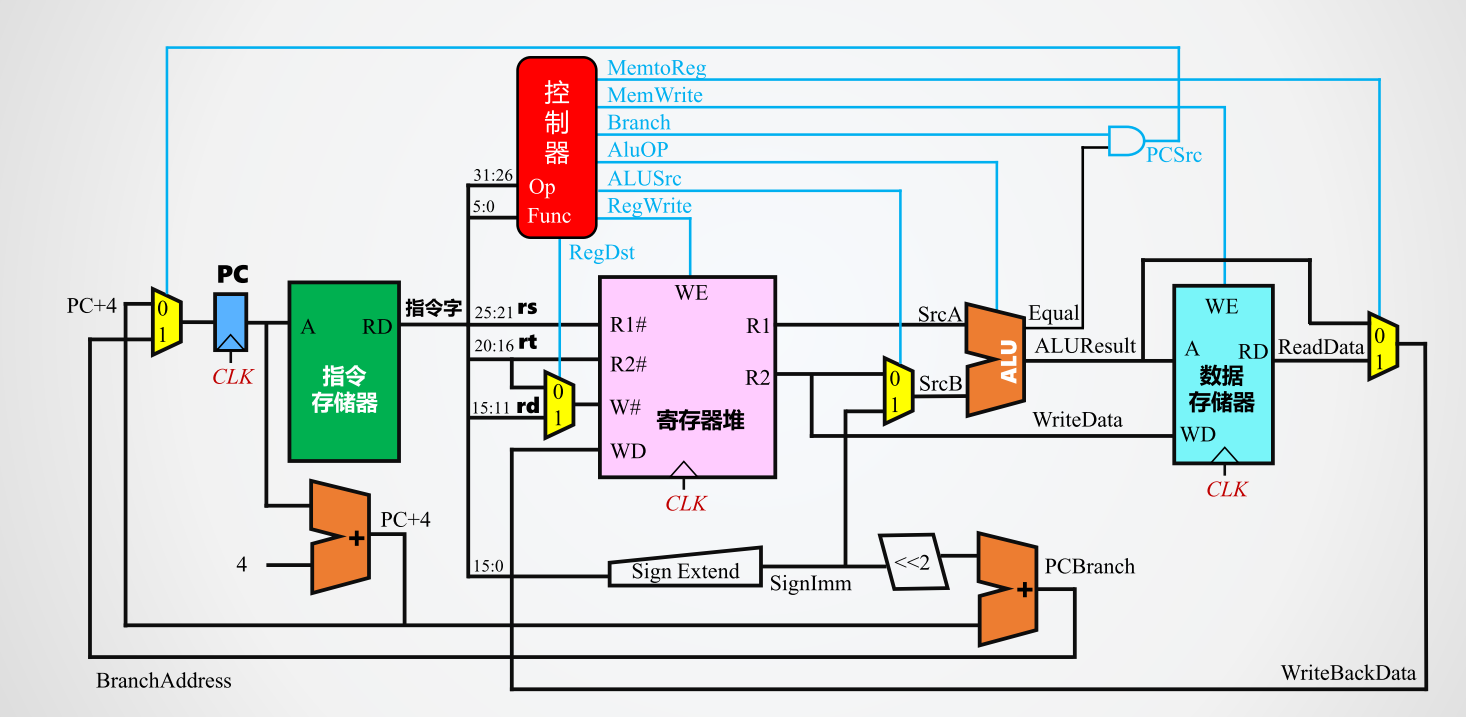 MemtoReg
MemWrite
Branch
AluOP
ALUSrc
RegWrite
RegDst
PCSrc
控
制
器
Op
Func
31:26
5:0
PC+4
0
1
PC
CLK
A
RD
指令
存储器
指令字
25:21 rs
20:16 rt
15:11 rd
15:0
0
1
WE
R1#
R2#
W#
WD
R1
R2
寄存器堆
CLK
0
1
SrcA
SrcB
ALU
Equal
ALUResult
WriteData
WE
A
RD
数据
存储器
WD
CLK
ReadData
0
1
4
+
PC+4
Sign Extend
SignImm
<<2
+
PCBranch
BranchAddress
WriteBackData